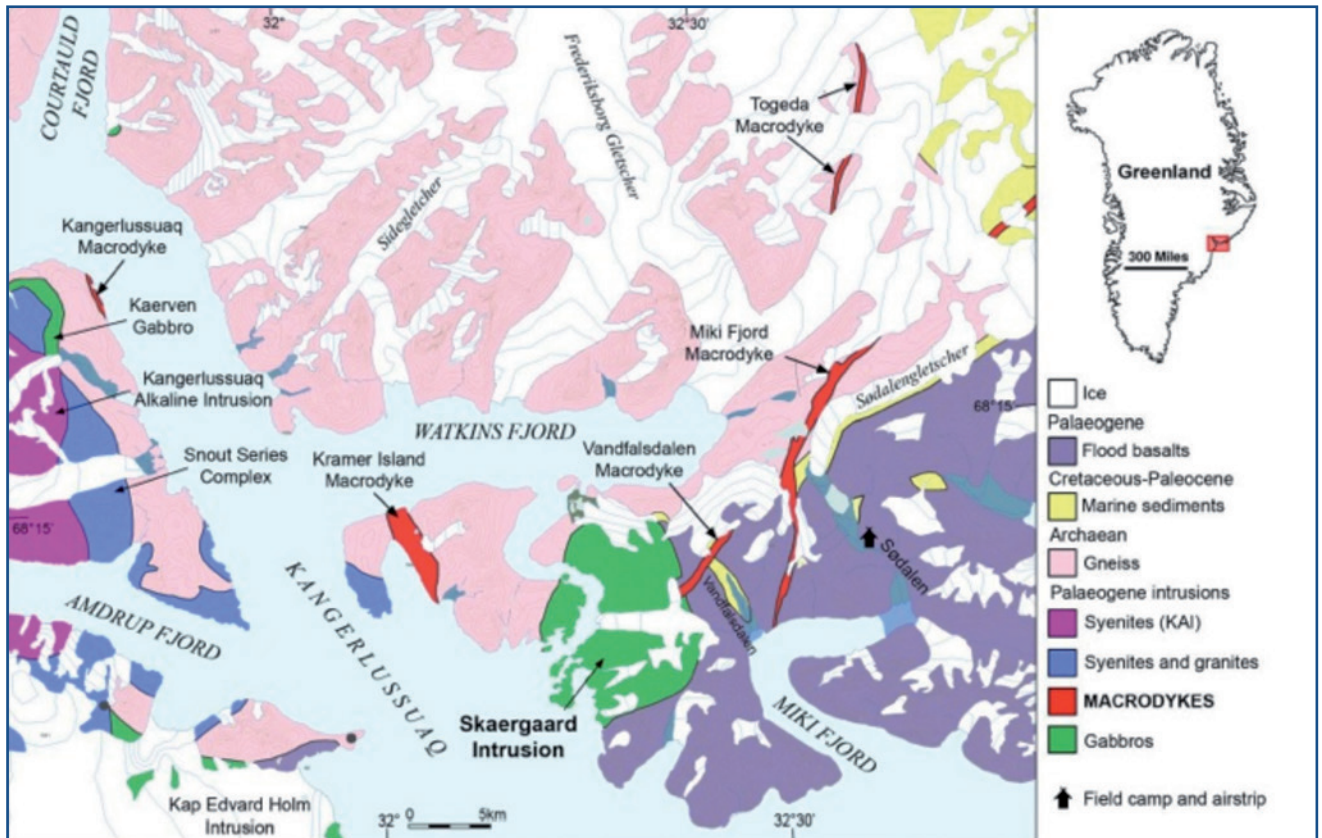 32°
32°30'
COURTAULD
FJORD
Frederiksborg Gletscher
Togeda
Macrodyke
Sidegletcher
Kangerlussuaq
Macrodyke
Kaerven
Gabbro
Kangerlussuaq
Alkaline Intrusion
Snout Series
Complex
68°15'
Miki Fjord
Macrodyke
Sødalengletscher
68°15'
WATKINS FJORD
Kramer Island
Macrodyke
Vandfalsdalen
Macrodyke
Vandfalsdalen
Sødalen
AMDRUP FJORD
KANGERLUSSUAQ
Skaergaard
Intrusion
MIKI FJORD
Kap Edvard Holm
Intrusion
32°
0
5km
32°30'
Greenland
300 Miles
Ice
Palaeogene
Flood basalts
Cretaceous-Paleocene
Marine sediments
Archaean
Gneiss
Palaeogene intrusions
Syenites (KAI)
Syenites and granites
MACRODYKES
Gabbros
Field camp and airstrip